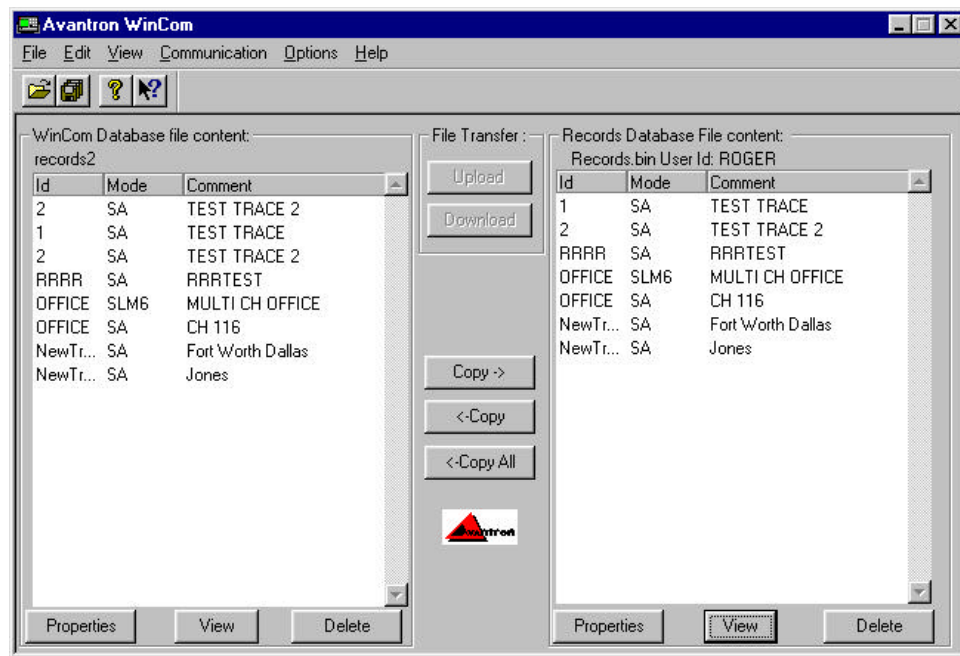 Avantron WinCom
File Edit View Communication Options Help
WinCom Database file content:
records2
Id Mode Comment
2 SA TEST TRACE 2
1 SA TEST TRACE
2 SA TEST TRACE 2
RRRR SA RRRTEST
OFFICE SLM6 MULTI CH OFFICE
OFFICE SA CH 116
NewTr... SA Fort Worth Dallas
NewTr... SA Jones
Properties View Delete
File Transfer :
Upload
Download
Copy ->
<-Copy
<-Copy All
Avantron
Records Database File content:
Records.bin User Id: ROGER
Id Mode Comment
1 SA TEST TRACE
2 SA TEST TRACE 2
RRRR SA RRRTEST
OFFICE SLM6 MULTI CH OFFICE
OFFICE SA CH 116
NewTr... SA Fort Worth Dallas
NewTr... SA Jones
Properties View Delete